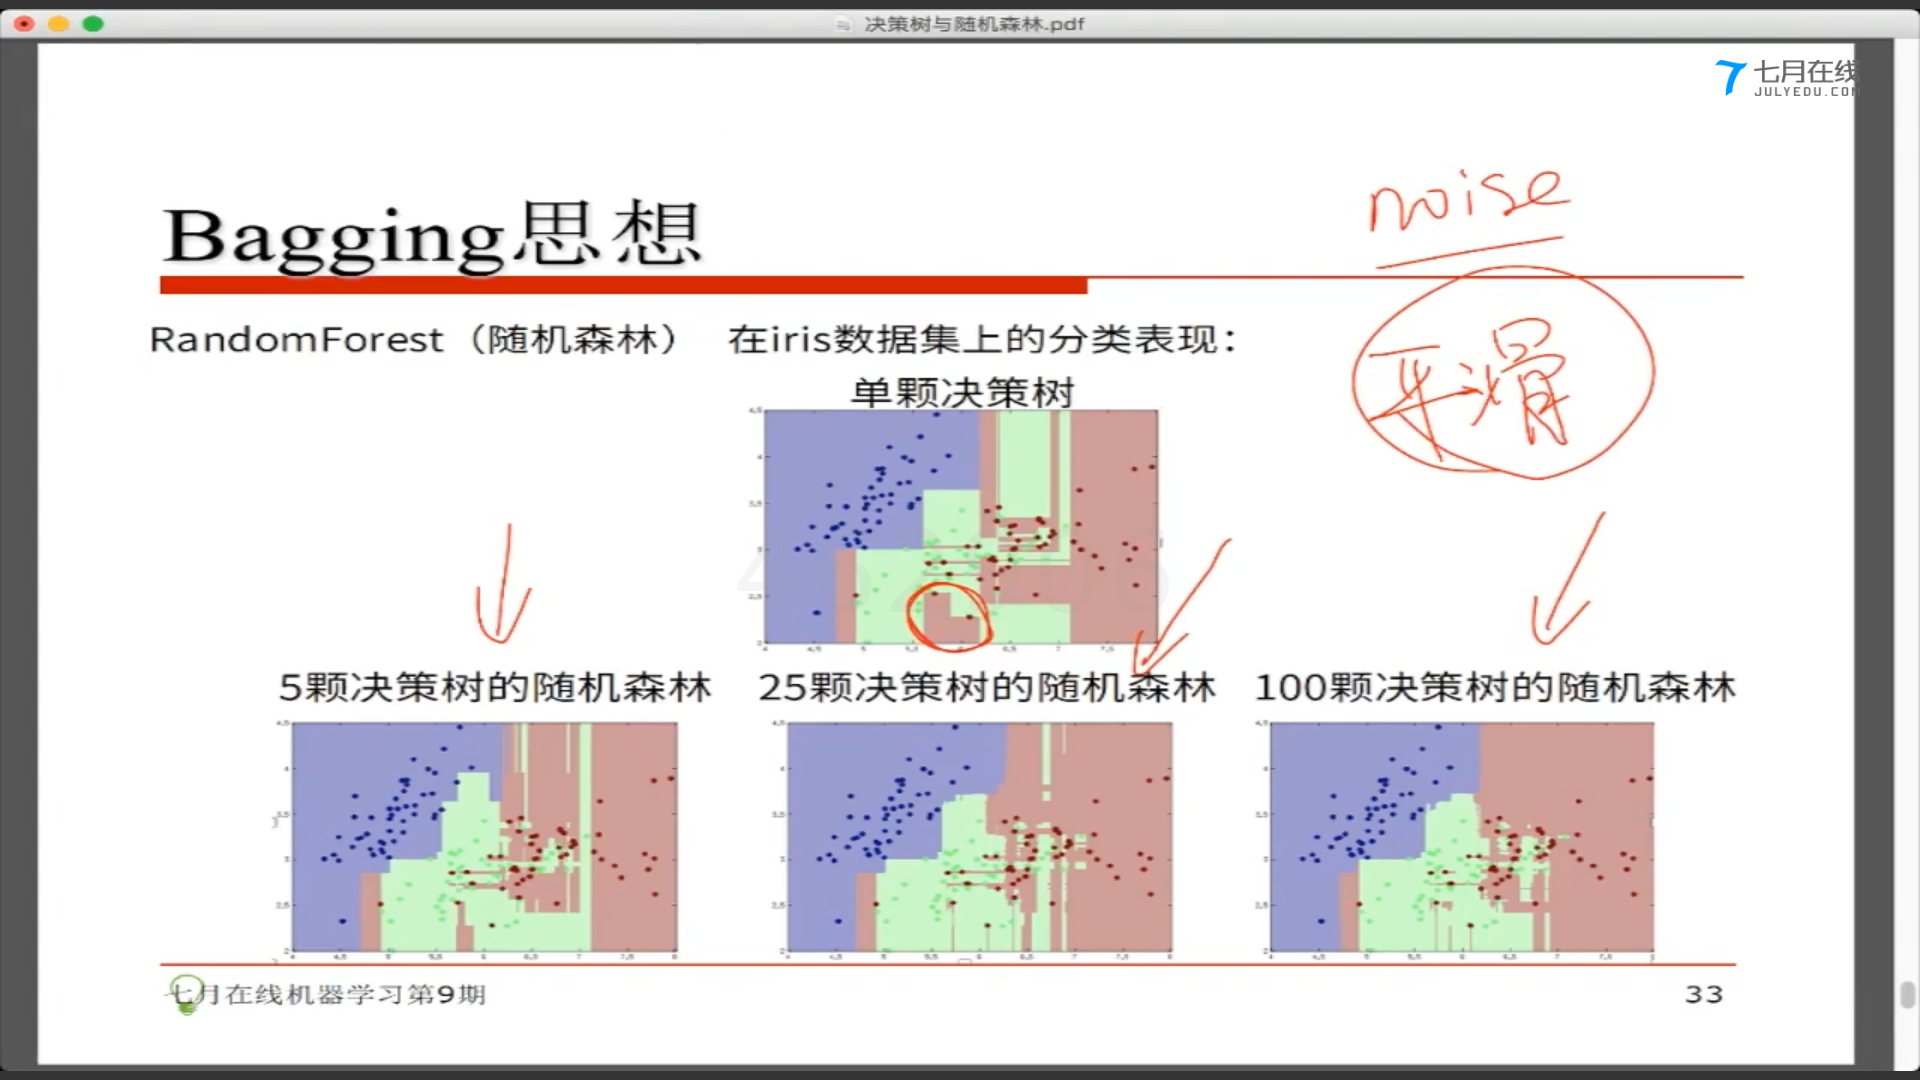 决策树与随机森林.pdf
七月在线
JULYEDU.COM
noise
Bagging思想
平滑
RandomForest（随机森林） 在iris数据集上的分类表现：
单颗决策树
5颗决策树的随机森林
25颗决策树的随机森林
100颗决策树的随机森林
七月在线机器学习第9期
33